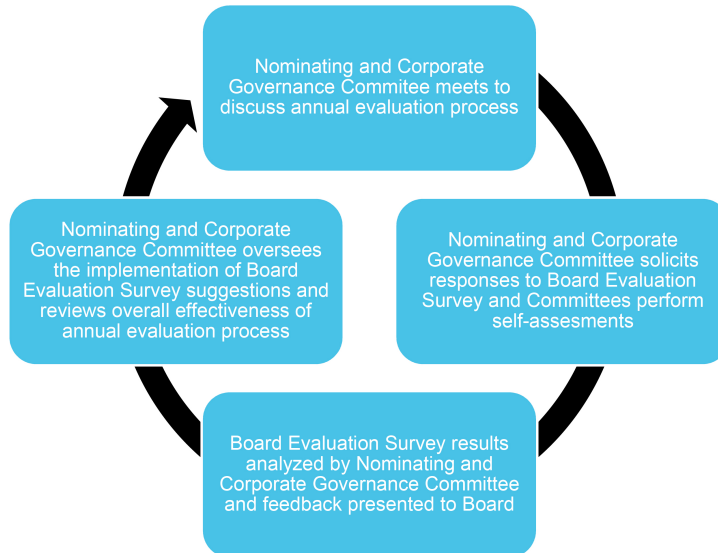 Nominating and Corporate
Governance Commitee meets to
discuss annual evaluation process
Nominating and Corporate
Governance Committee solicits
responses to Board Evaluation
Survey and Committees perform
self-assesments
Board Evaluation Survey results
analyzed by Nominating and
Corporate Governance Committee
and feedback presented to Board
Nominating and Corporate
Governance Committee oversees
the implementation of Board
Evaluation Survey suggestions and
reviews overall effectiveness of
annual evaluation process